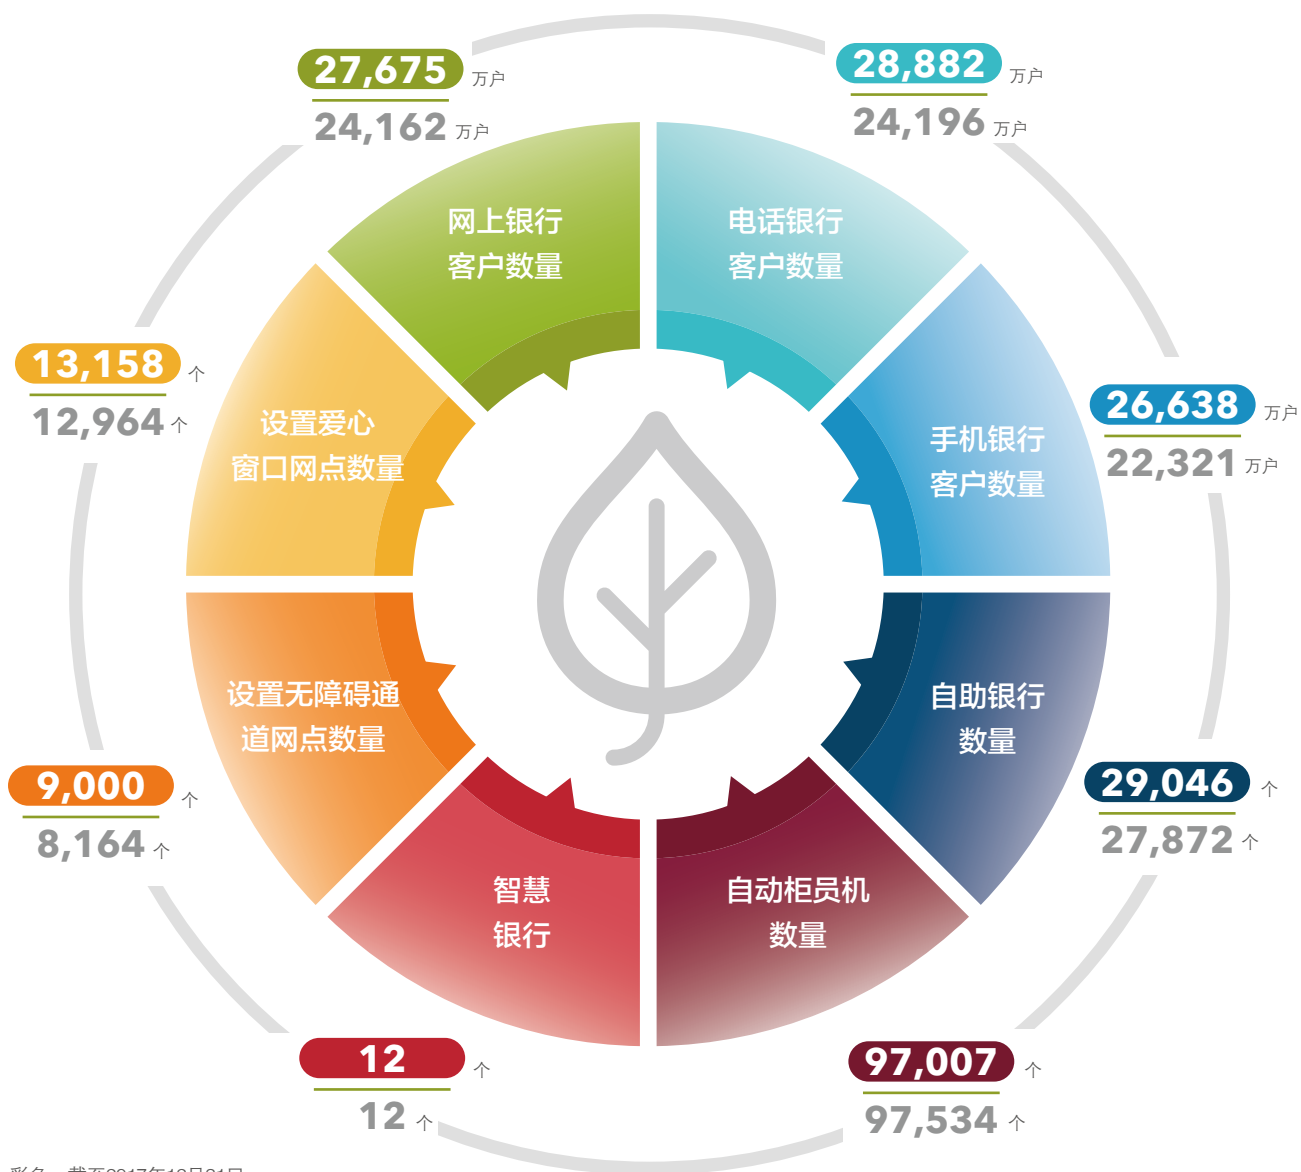 27,675 万户
24,162 万户
28,882 万户
24,196 万户
网上银行
客户数量
电话银行
客户数量
13,158 个
12,964 个
设置爱心
窗口网点数量
手机银行
客户数量
26,638 万户
22,321 万户
设置无障碍通
道网点数量
自助银行
数量
9,000 个
8,164 个
29,046 个
27,872 个
智慧
银行
自动柜员机
数量
12 个
12 个
97,007 个
97,534 个